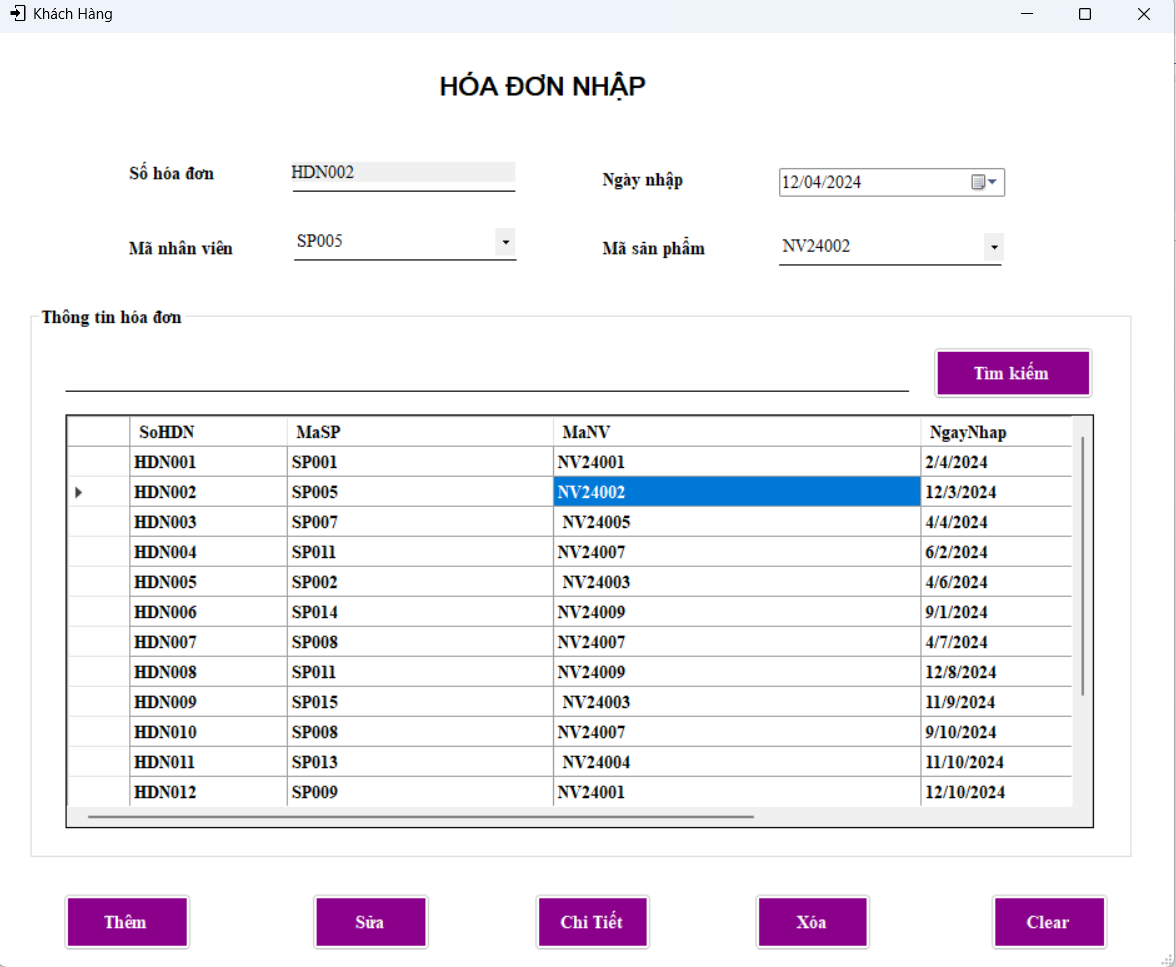 Khách Hàng
HÓA ĐƠN NHẬP
Số hóa đơn HDN002 Ngày nhập 12/04/2024
Mã nhân viên SP005 Mã sản phẩm NV24002
Thông tin hóa đơn
Tìm kiếm
SoHDN MaSP MaNV NgayNhap
HDN001 SP001 NV24001 2/4/2024
HDN002 SP005 NV24002 12/3/2024
HDN003 SP007 NV24005 4/4/2024
HDN004 SP011 NV24007 6/2/2024
HDN005 SP002 NV24003 4/6/2024
HDN006 SP014 NV24009 9/1/2024
HDN007 SP008 NV24007 4/7/2024
HDN008 SP011 NV24009 12/8/2024
HDN009 SP015 NV24003 11/9/2024
HDN010 SP008 NV24007 9/10/2024
HDN011 SP013 NV24004 11/10/2024
HDN012 SP009 NV24001 12/10/2024
Thêm Sửa Chi Tiết Xóa Clear